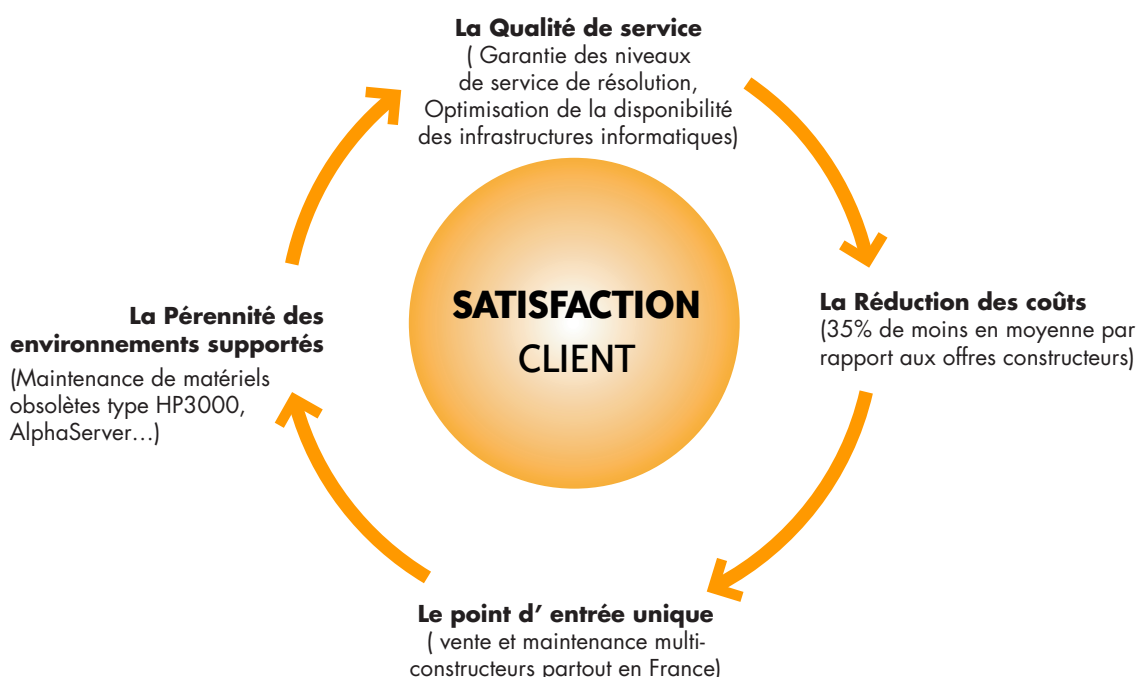 La Qualité de service
( Garantie des niveaux
de service de résolution,
Optimisation de la disponibilité
des infrastructures informatiques)
SATISFACTION
CLIENT
La Réduction des coûts
(35% de moins en moyenne par
rapport aux offres constructeurs)
Le point d’ entrée unique
( vente et maintenance multi-
constructeurs partout en France)
La Pérennité des
environnements supportés
(Maintenance de matériels
obsolètes type HP3000,
AlphaServer...)